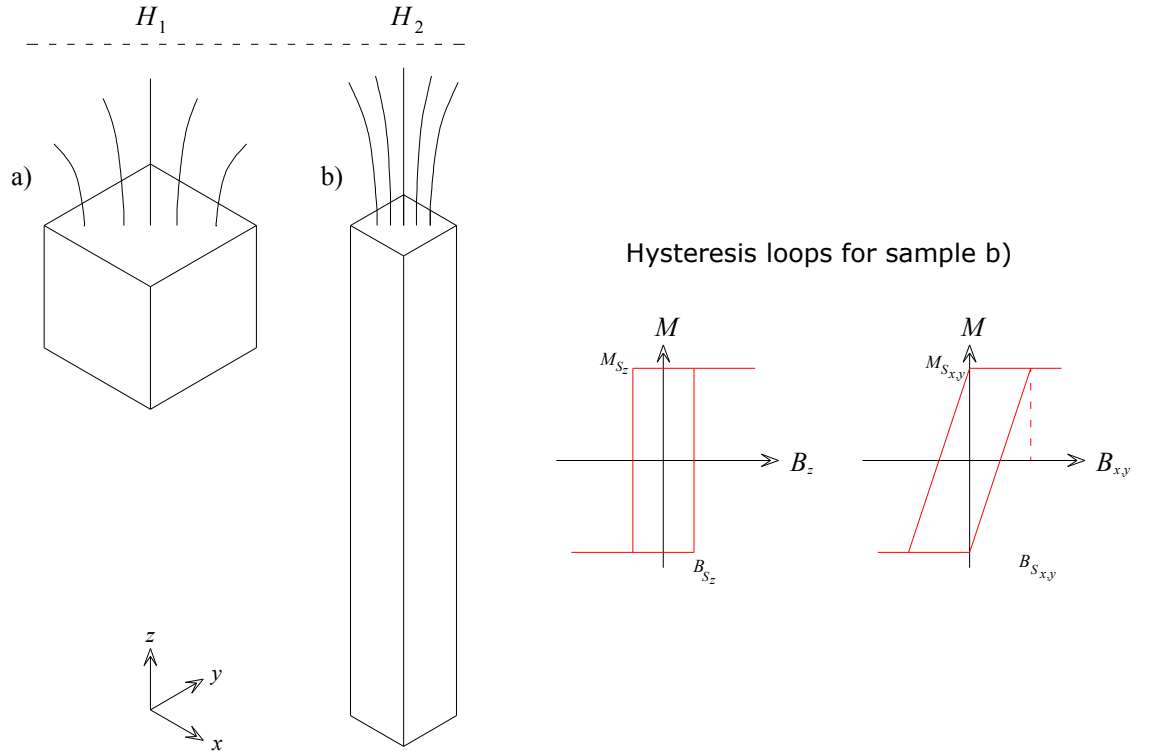 H1 H2
a)
b)
Hysteresis loops for sample b)
M M
MSz MSx,y
Bz Bx,y
BSz BSx,y
z
y
x